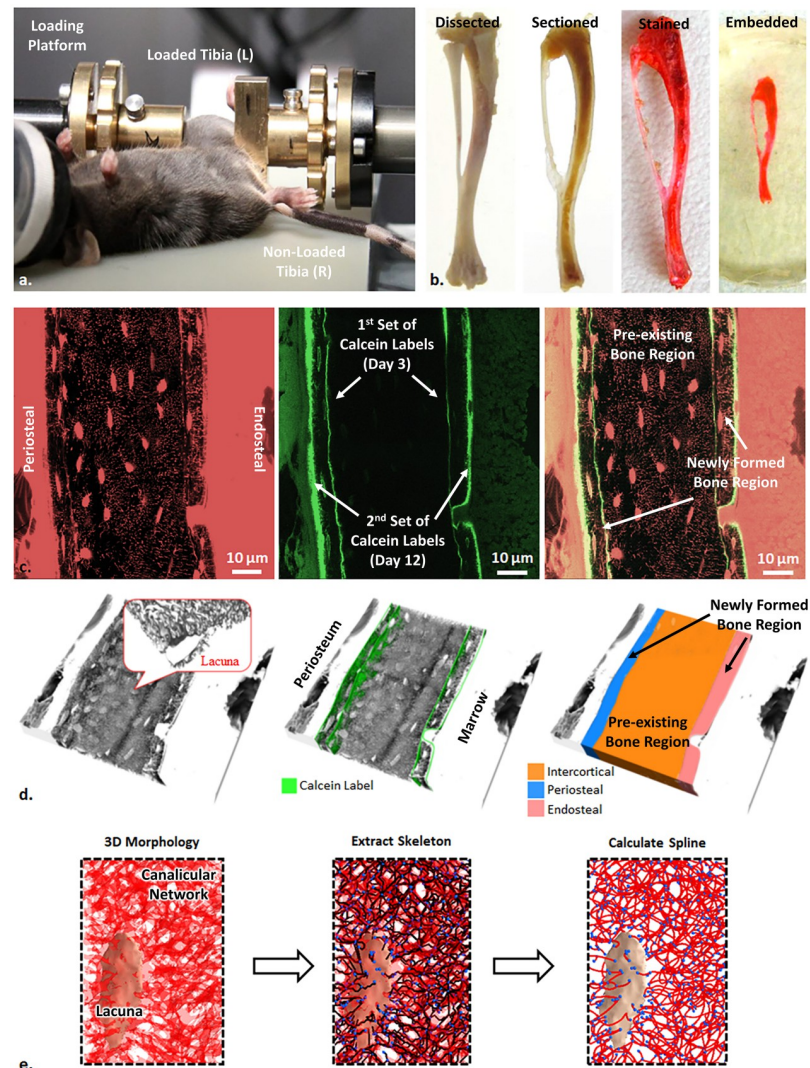 Loading
Platform
Loaded Tibia (L)
Non-Loaded
Tibia (R)
a.
Dissected
Sectioned
Stained
Embedded
b.
Periosteal
Endosteal
10 µm
c.
1st Set of
Calcein Labels
(Day 3)
2nd Set of
Calcein Labels
(Day 12)
10 µm
Pre-existing
Bone Region
Newly Formed
Bone Region
10 µm
Lacuna
d.
Periosteum
Marrow
Calcein Label
Newly Formed
Bone Region
Pre-existing
Bone Region
Intercortical
Periosteal
Endosteal
3D Morphology
Canalicular
Network
Lacuna
Extract Skeleton
Calculate Spline
e.